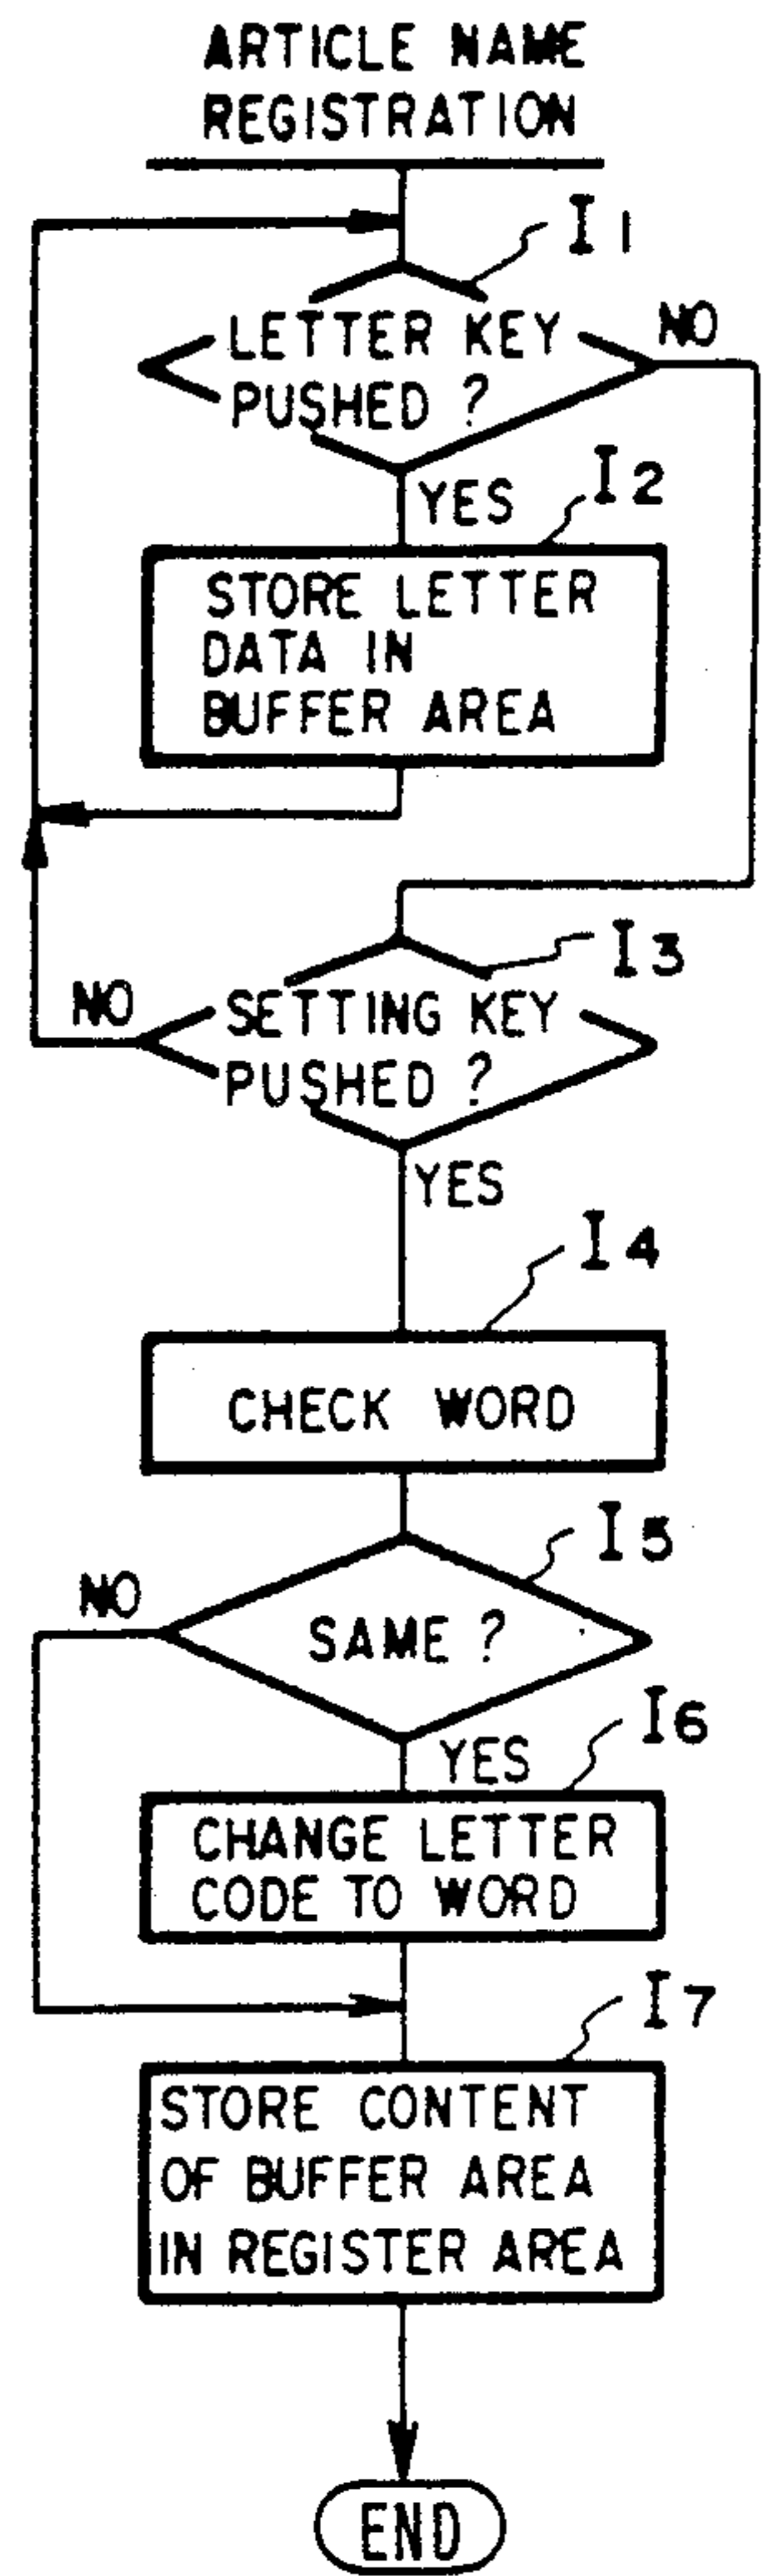 ARTICLE NAME
REGISTRATION
I1
LETTER KEY
PUSHED ?
NO
YES
I2
STORE LETTER
DATA IN
BUFFER AREA
I3
NO
SETTING KEY
PUSHED ?
YES
I4
CHECK WORD
I5
NO
SAME ?
I6
YES
CHANGE LETTER
CODE TO WORD
I7
STORE CONTENT
OF BUFFER AREA
IN REGISTER AREA
END